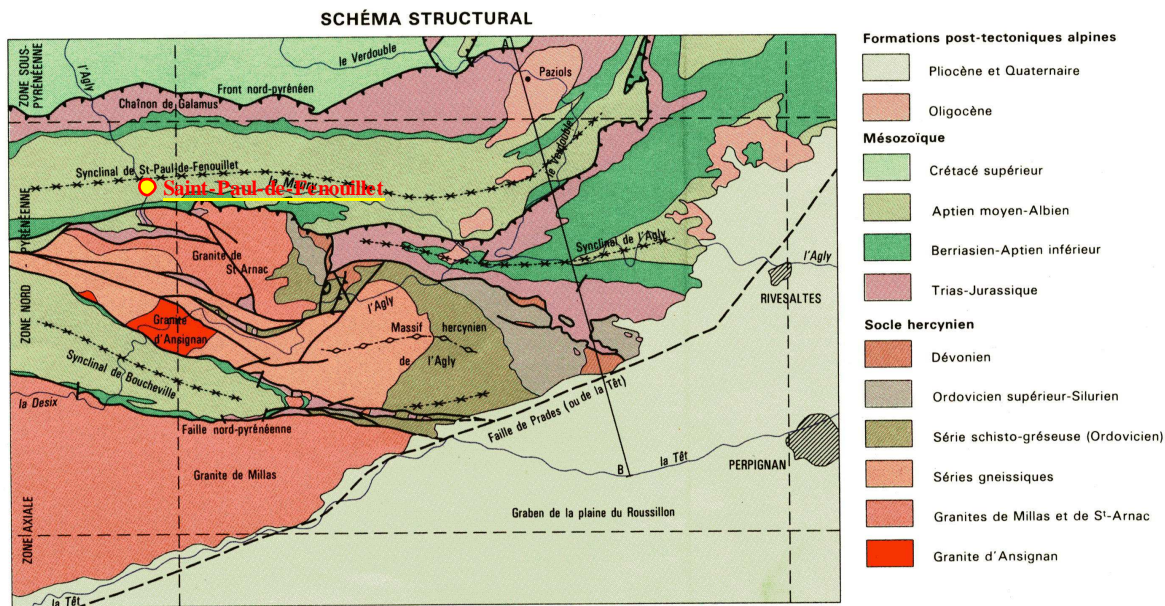 SCHÉMA STRUCTURAL
ZONE SOUS-
PYRÉNÉENNE
l'Agly
le Verdouble
A
Paziols
Front nord-pyrénéen
Chaînon de Galamus
Synclinal de St-Paul-de-Fenouillet
la Maury
le Verdouble
Saint-Paul-de-Fenouillet
ZONE NORD PYRÉNÉENNE
Granite de
St Arnac
Synclinal de l'Agly
l'Agly
RIVESALTES
l'Agly
Granite
d'Ansignan
Massif
hercynien
de l'Agly
Synclinal de Boucheville
la Desix
Faille nord-pyrénéenne
Faille de Prades (ou de la Têt)
Granite de Millas
B
la Têt
PERPIGNAN
Graben de la plaine du Roussillon
ZONE AXIALE
la Têt
Formations post-tectoniques alpines
Pliocène et Quaternaire
Oligocène
Mésozoïque
Crétacé supérieur
Aptien moyen-Albien
Berriasien-Aptien inférieur
Trias-Jurassique
Socle hercynien
Dévonien
Ordovicien supérieur-Silurien
Série schisto-gréseuse (Ordovicien)
Séries gneissiques
Granites de Millas et de St-Arnac
Granite d'Ansignan